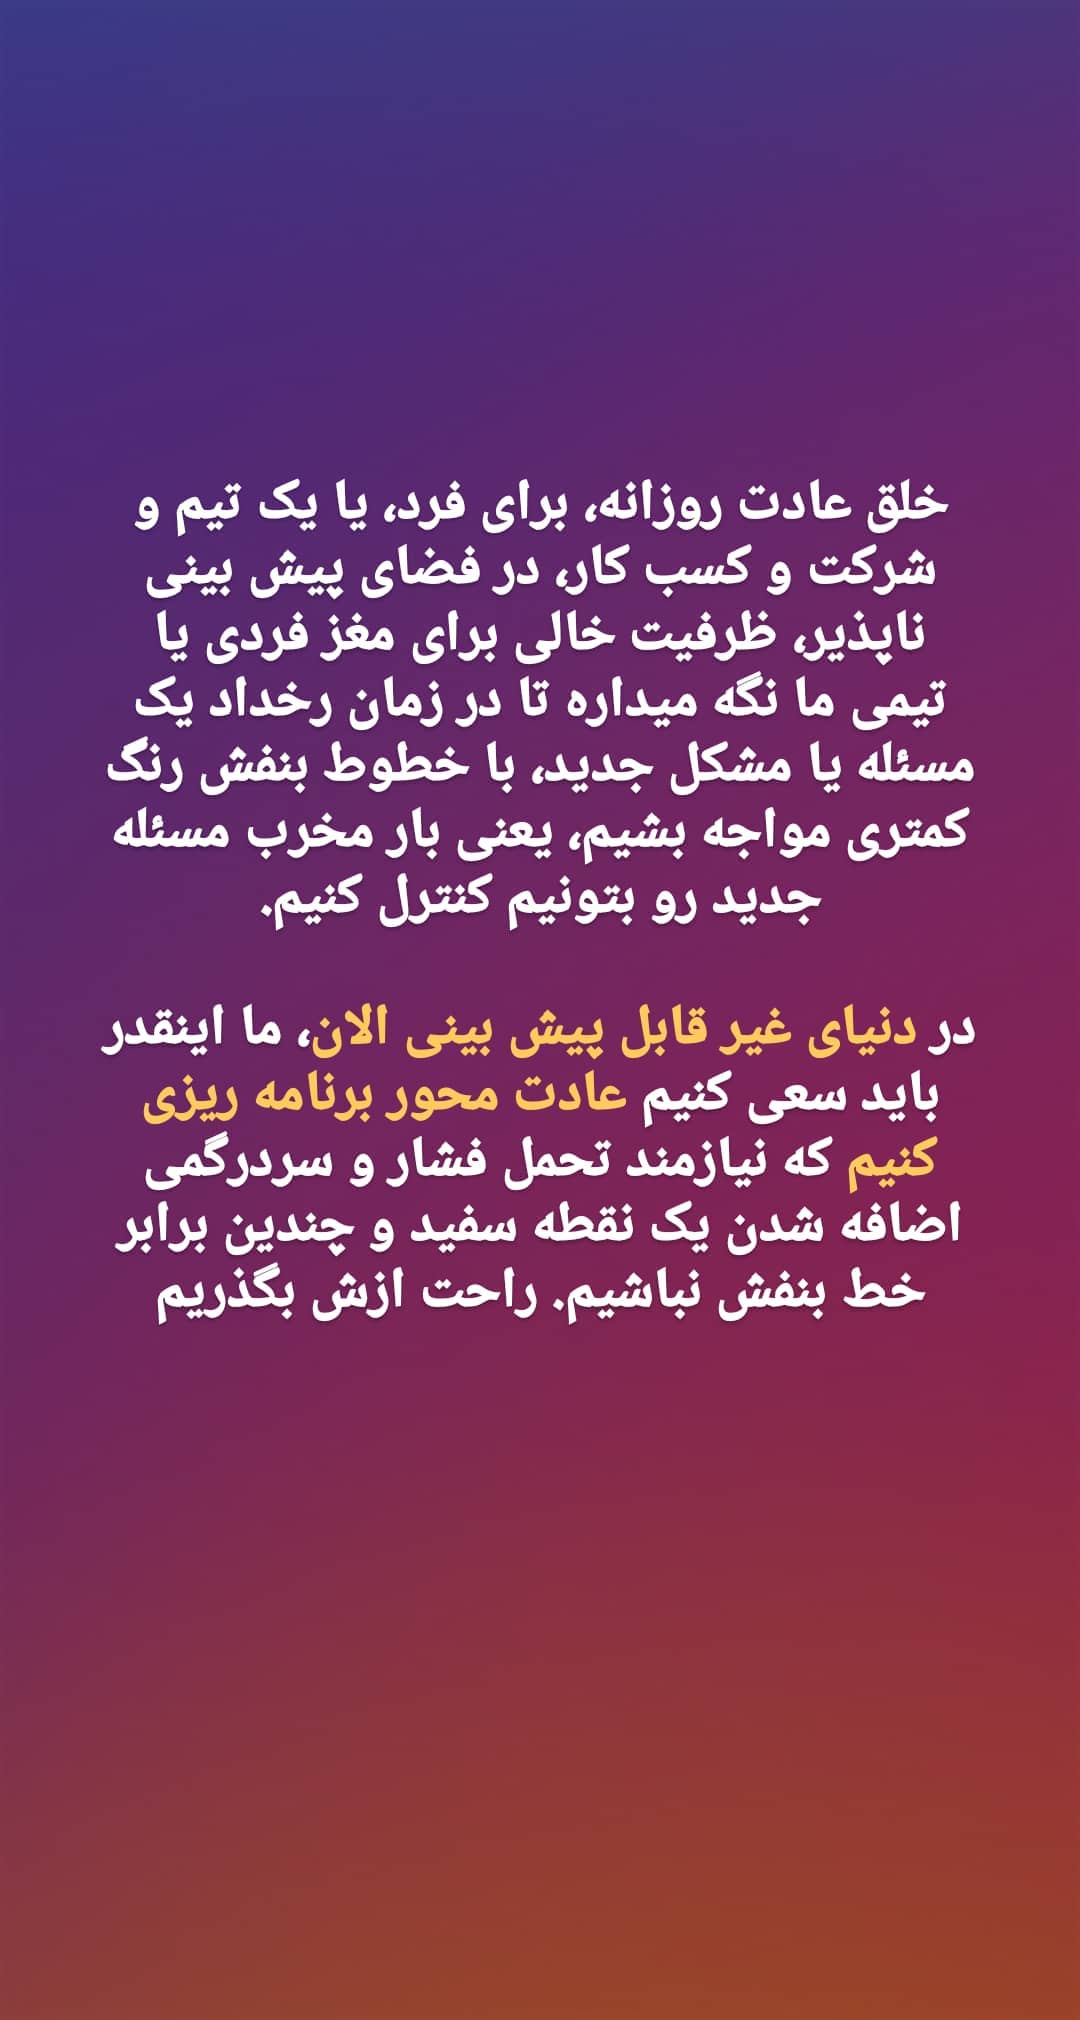 خلق عادت روزانه، برای فرد، یا یک تیم و
شرکت و کسب کار، در فضای پیش بینی
ناپذیر، ظرفیت خالی برای مغز فردی یا
تیمی ما نگه میداره تا در زمان رخداد یک
مسئله یا مشکل جدید، با خطوط بنفش رنگ
کمتری مواجه بشیم، یعنی بار مخرب مسئله
جدید رو بتونیم کنترل کنیم.
در دنیای غیر قابل پیش بینی الان، ما اینقدر
باید سعی کنیم عادت محور برنامه ریزی
کنیم که نیازمند تحمل فشار و سردرگمی
اضافه شدن یک نقطه سفید و چندین برابر
خط بنفش نباشیم. راحت ازش بگذریم